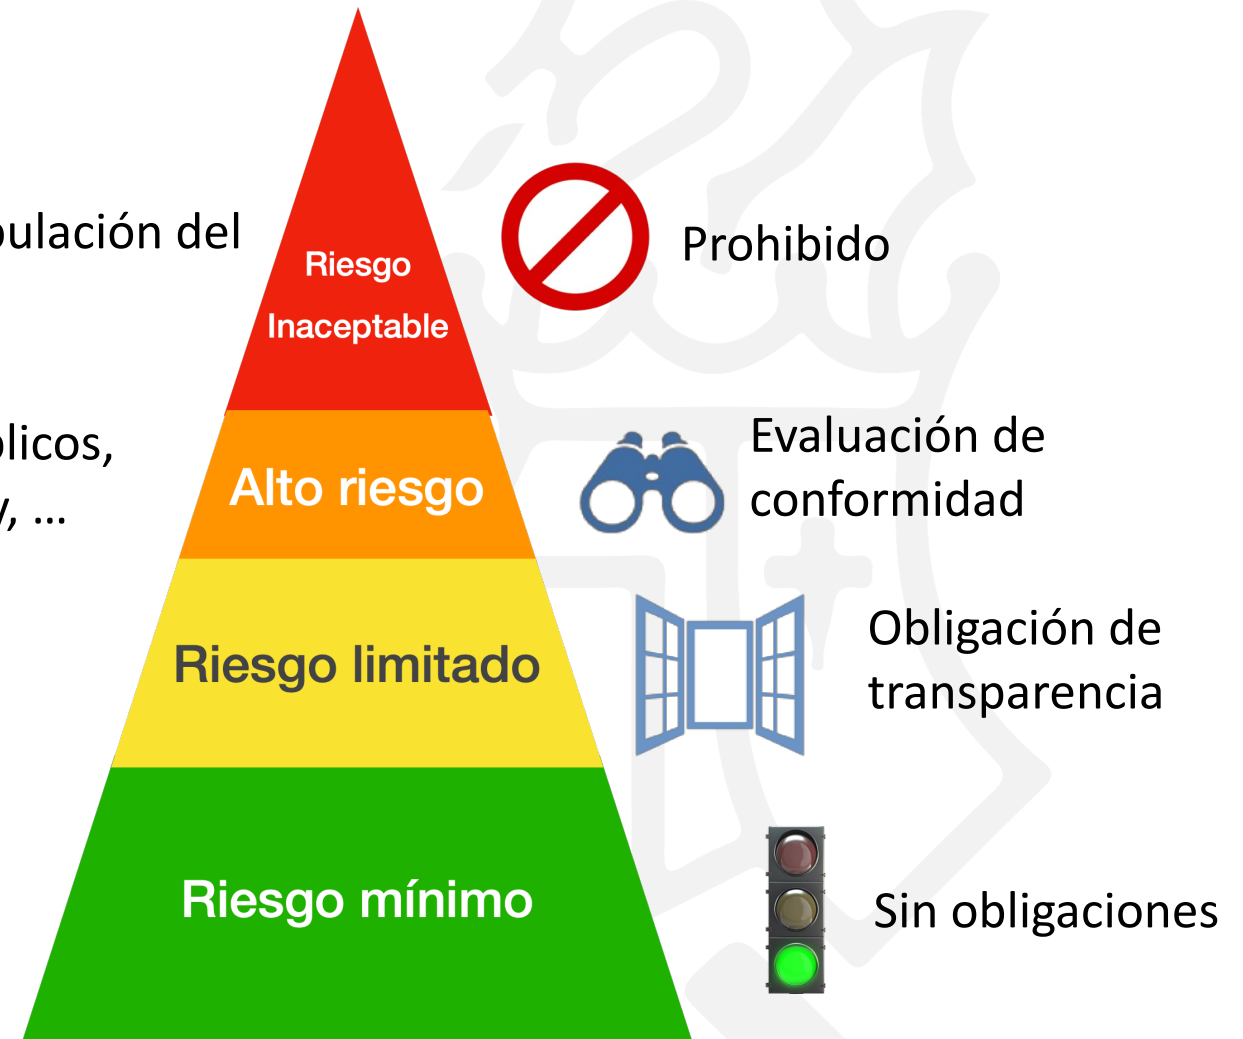 pulación del
Riesgo
Inaceptable
Prohibido
licos,
, ...
Alto riesgo
Evaluación de
conformidad
Riesgo limitado
Obligación de
transparencia
Riesgo mínimo
Sin obligaciones